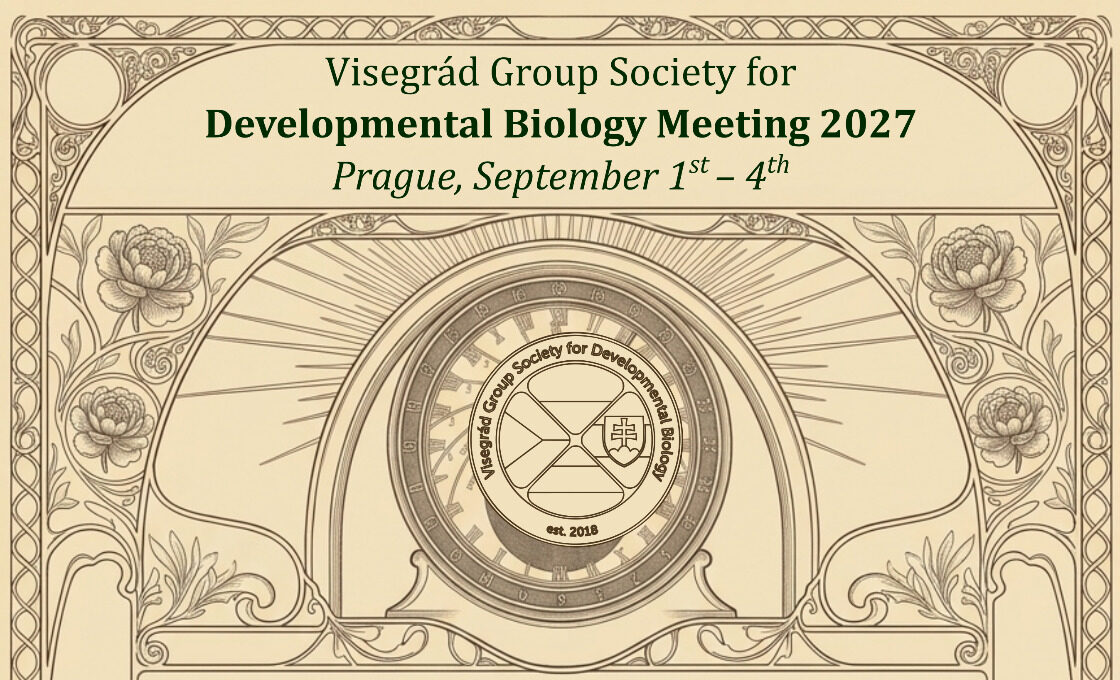 Visegrád Group Society for
Developmental Biology Meeting 2027
Prague, September 1st – 4th
Visegrád Group Society for Developmental Biology
est. 2018